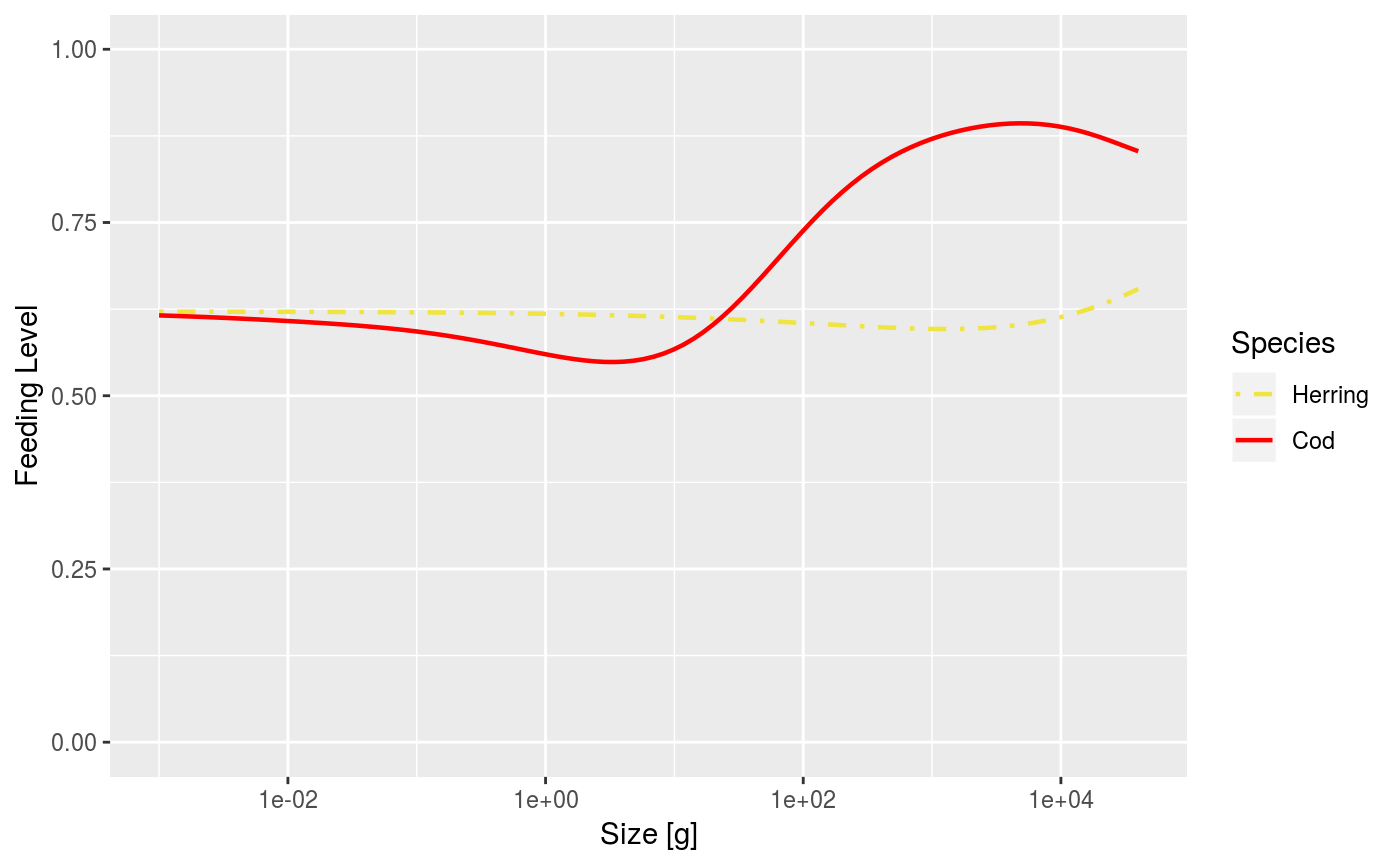 1.00
0.75
0.50
0.25
0.00
Feeding Level
1e-02 1e+00 1e+02 1e+04
Size [g]
Species
Herring
Cod